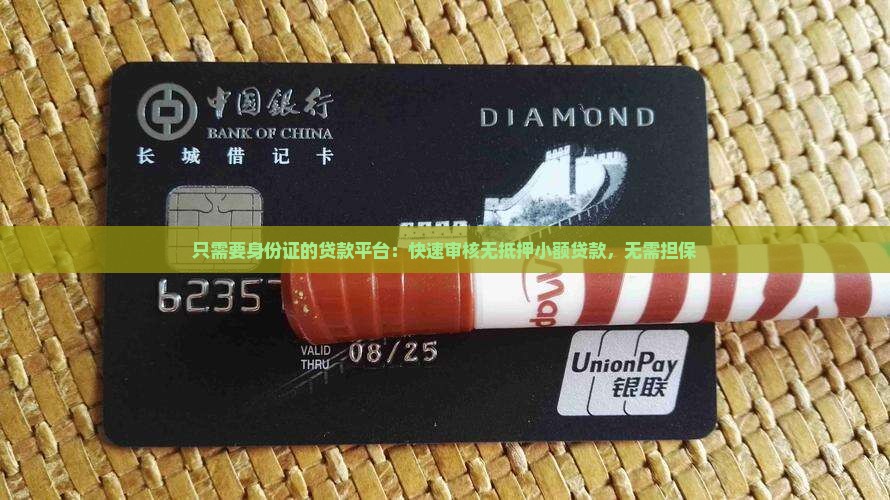 中国银行
BANK OF CHINA
长城借记卡
DIAMOND
只需要身份证的贷款平台：快速审核无抵押小额贷款，无需担保
6235
VALID
THRU
08/25
UnionPay
银联